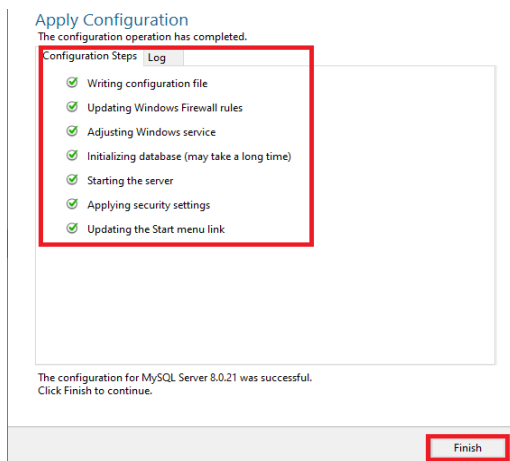 Apply Configuration
The configuration operation has completed.
Configuration Steps Log
Writing configuration file
Updating Windows Firewall rules
Adjusting Windows service
Initializing database (may take a long time)
Starting the server
Applying security settings
Updating the Start menu link
The configuration for MySQL Server 8.0.21 was successful.
Click Finish to continue.
Finish